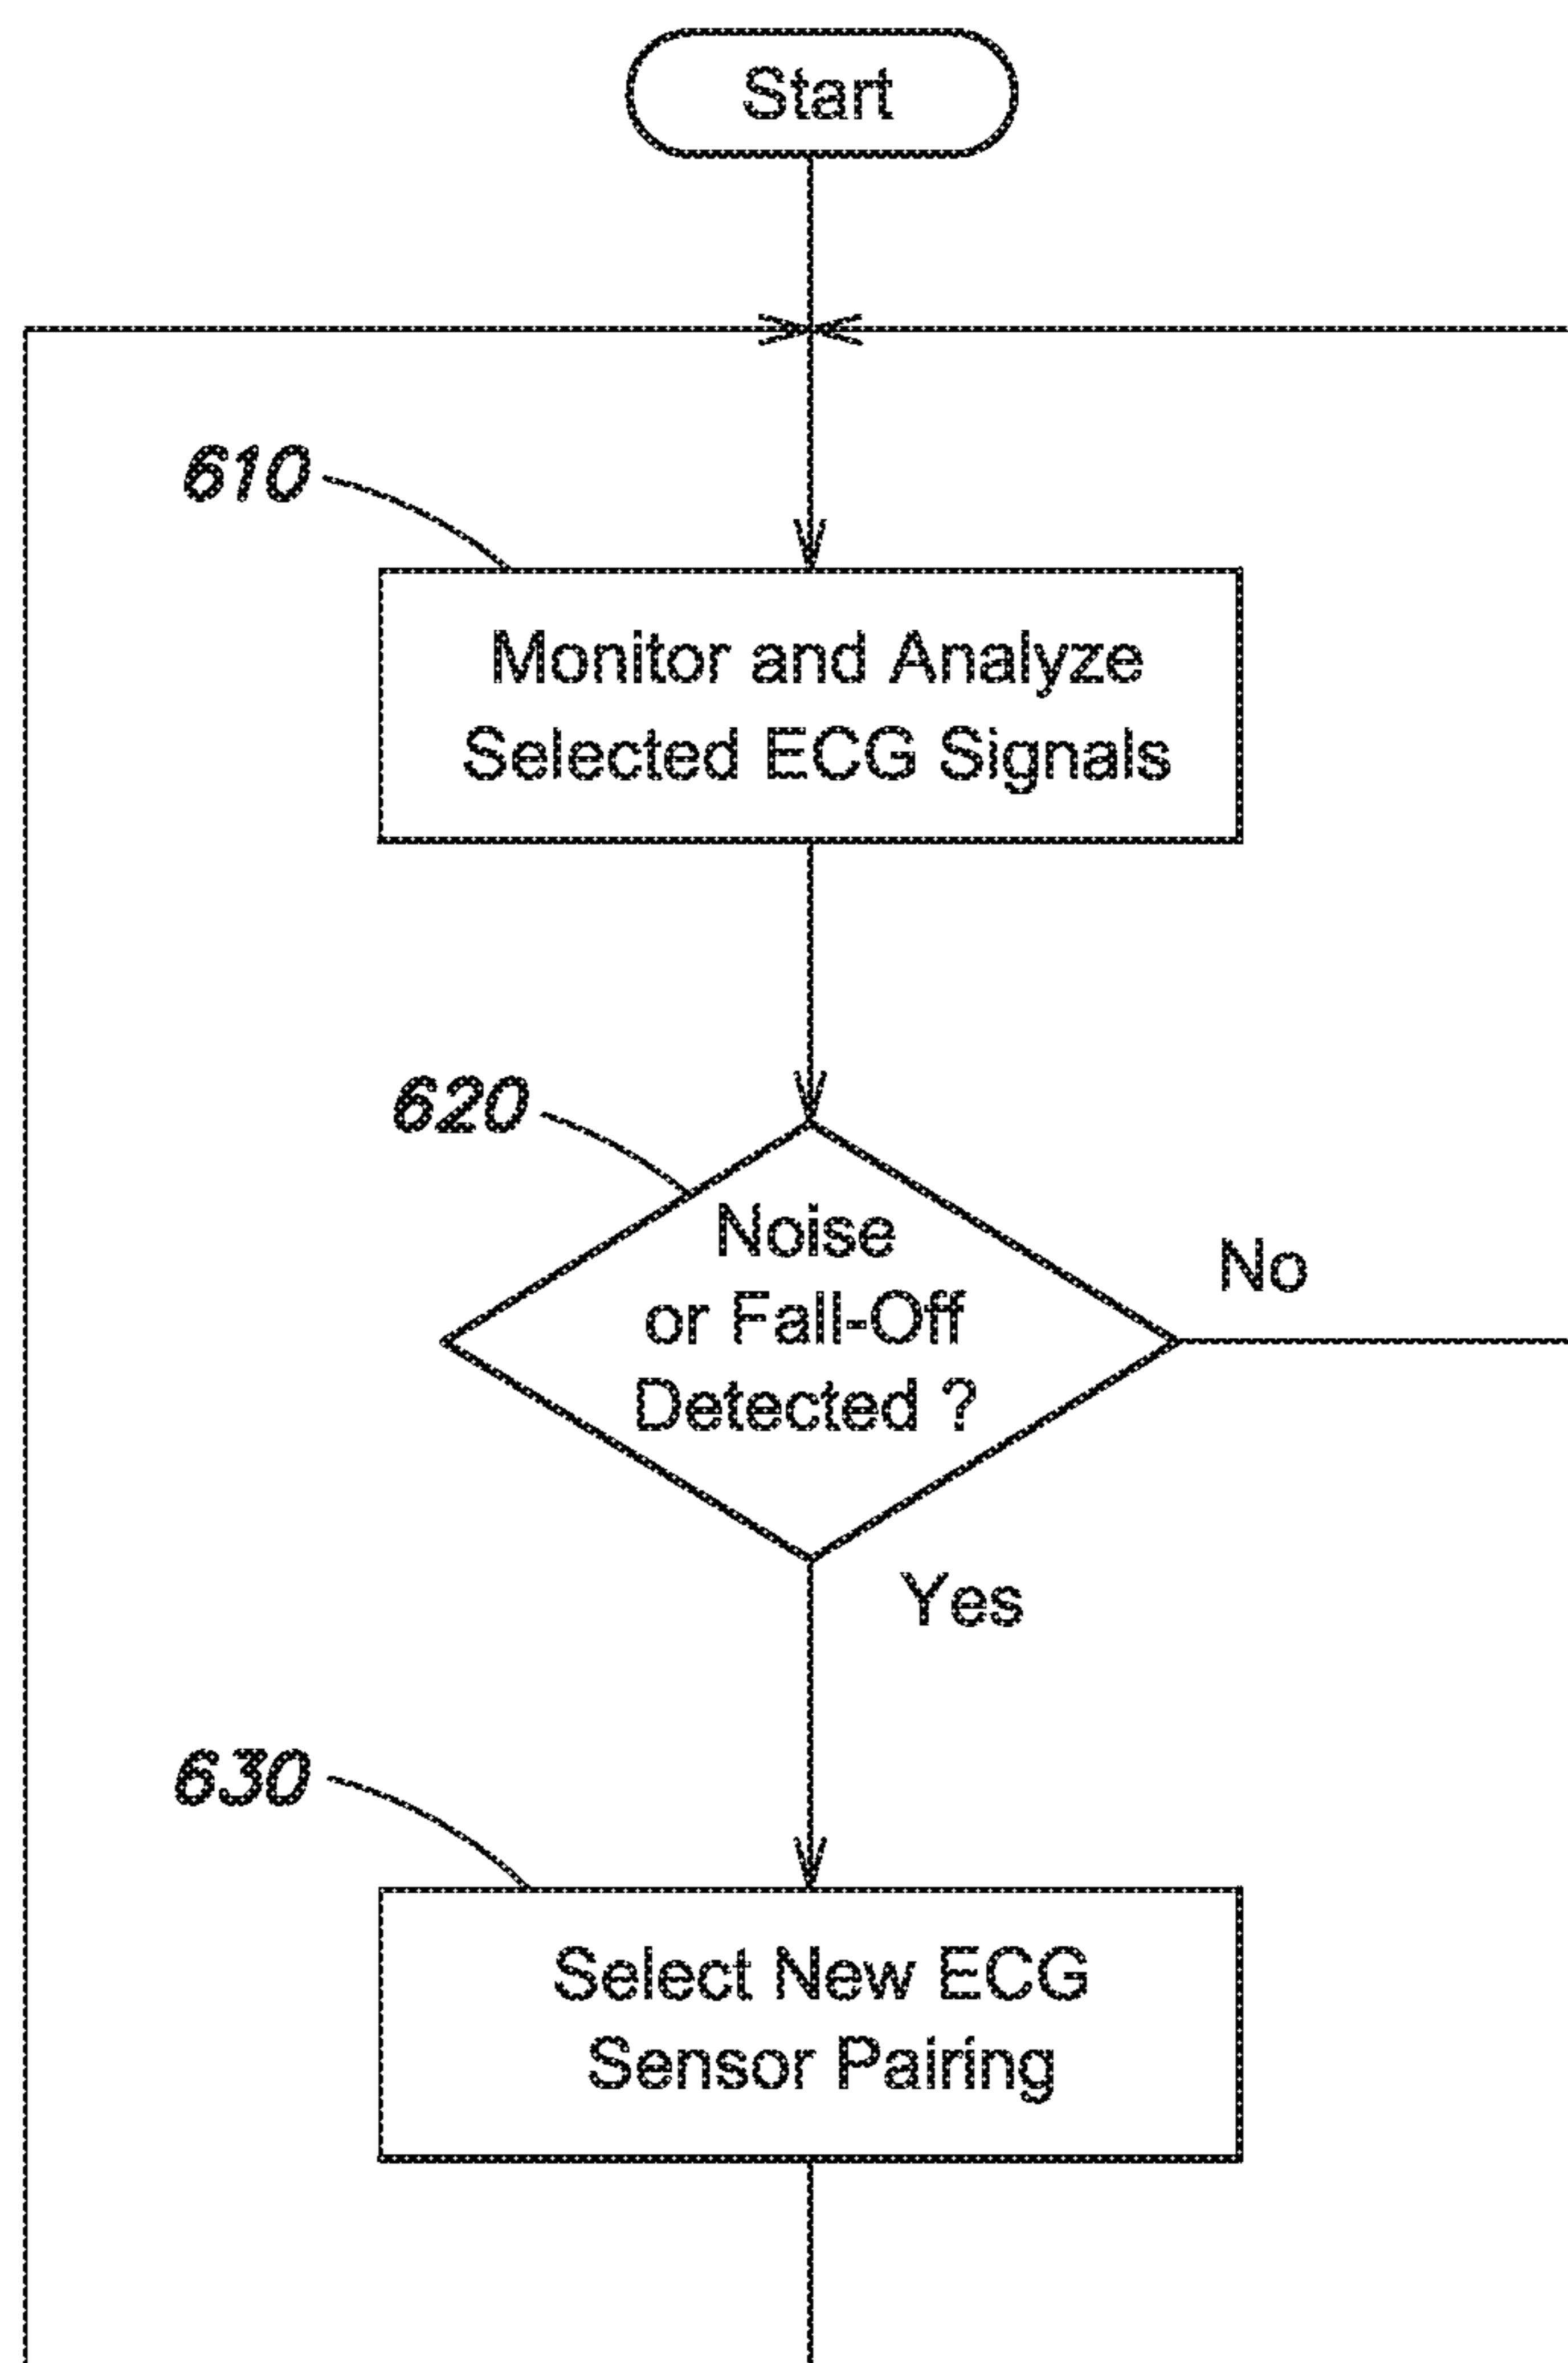 Start
610
Monitor and Analyze
Selected ECG Signals
620
Noise
or Fall-Off
Detected ?
No
Yes
630
Select New ECG
Sensor Pairing